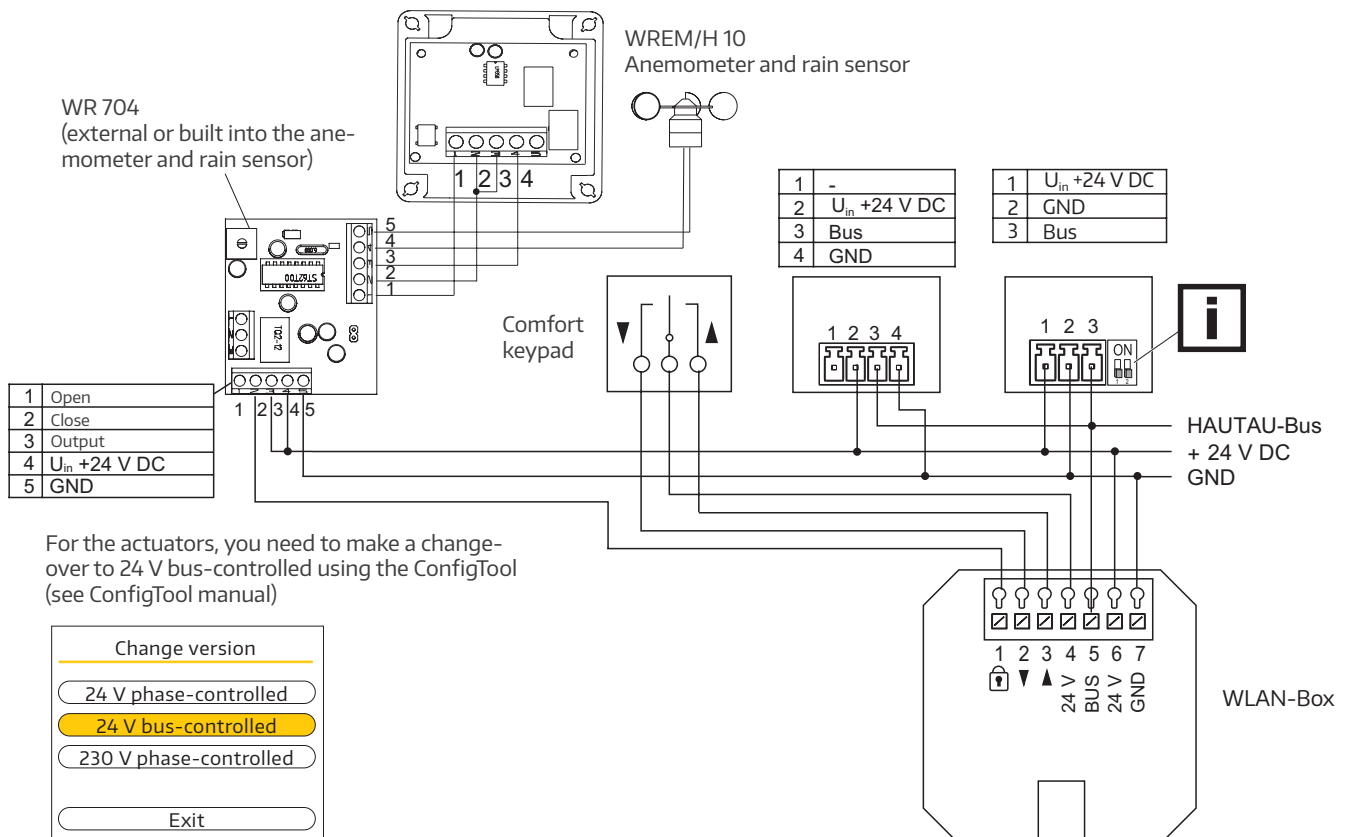 WREM/H 10
Anemometer and rain sensor
WR 704
(external or built into the ane-
mometer and rain sensor)
1 2 3 4
5
4
3
2
1
ST62T00
TQ2-12
1 Open
2 Close
3 Output
4 Uin +24 V DC
5 GND
1 2 3 4 5
Comfort
keypad
1 -
2 Uin +24 V DC
3 Bus
4 GND
1 Uin +24 V DC
2 GND
3 Bus
1 2 3 4
1 2 3
ON
1 2
i
HAUTAU-Bus
+ 24 V DC
GND
For the actuators, you need to make a change-
over to 24 V bus-controlled using the ConfigTool
(see ConfigTool manual)
Change version
24 V phase-controlled
24 V bus-controlled
230 V phase-controlled
Exit
1 2 3 4 5 6 7
24 V
BUS
24 V
GND
WLAN-Box